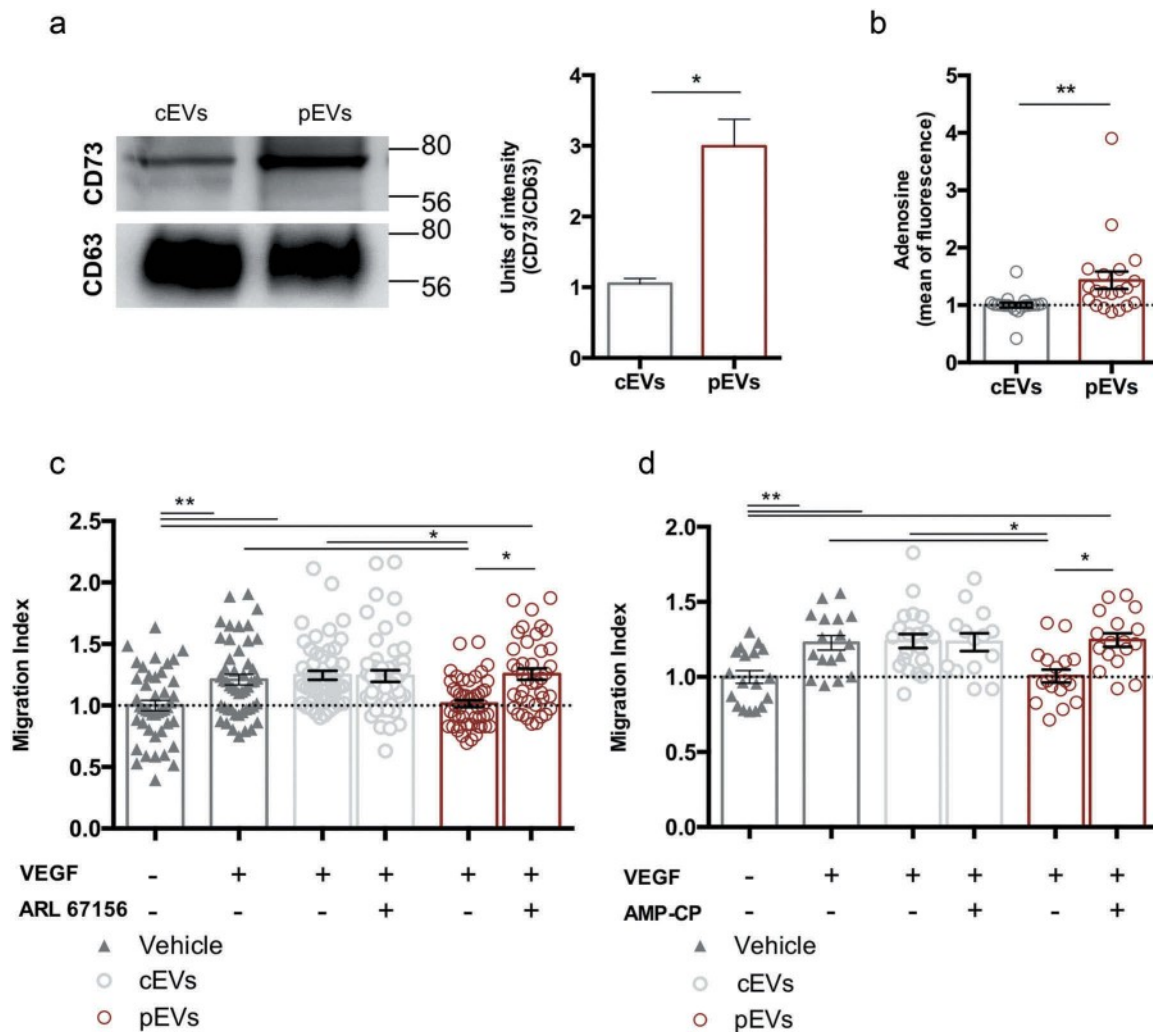 a
cEVs pEVs
CD73
80
56
CD63
80
56
Units of intensity
(CD73/CD63)
4
3
2
1
0
*
cEVs pEVs
b
Adenosine
(mean of fluorescence)
5
4
3
2
1
0
**
cEVs pEVs
c
Migration Index
2.5
2.0
1.5
1.0
0.5
0.0
**
*
*
VEGF - + + + + +
ARL 67156 - - - + - +
Vehicle
cEVs
pEVs
d
Migration Index
2.0
1.5
1.0
0.5
0.0
**
*
*
VEGF - + + + + +
AMP-CP - - - + - +
Vehicle
cEVs
pEVs